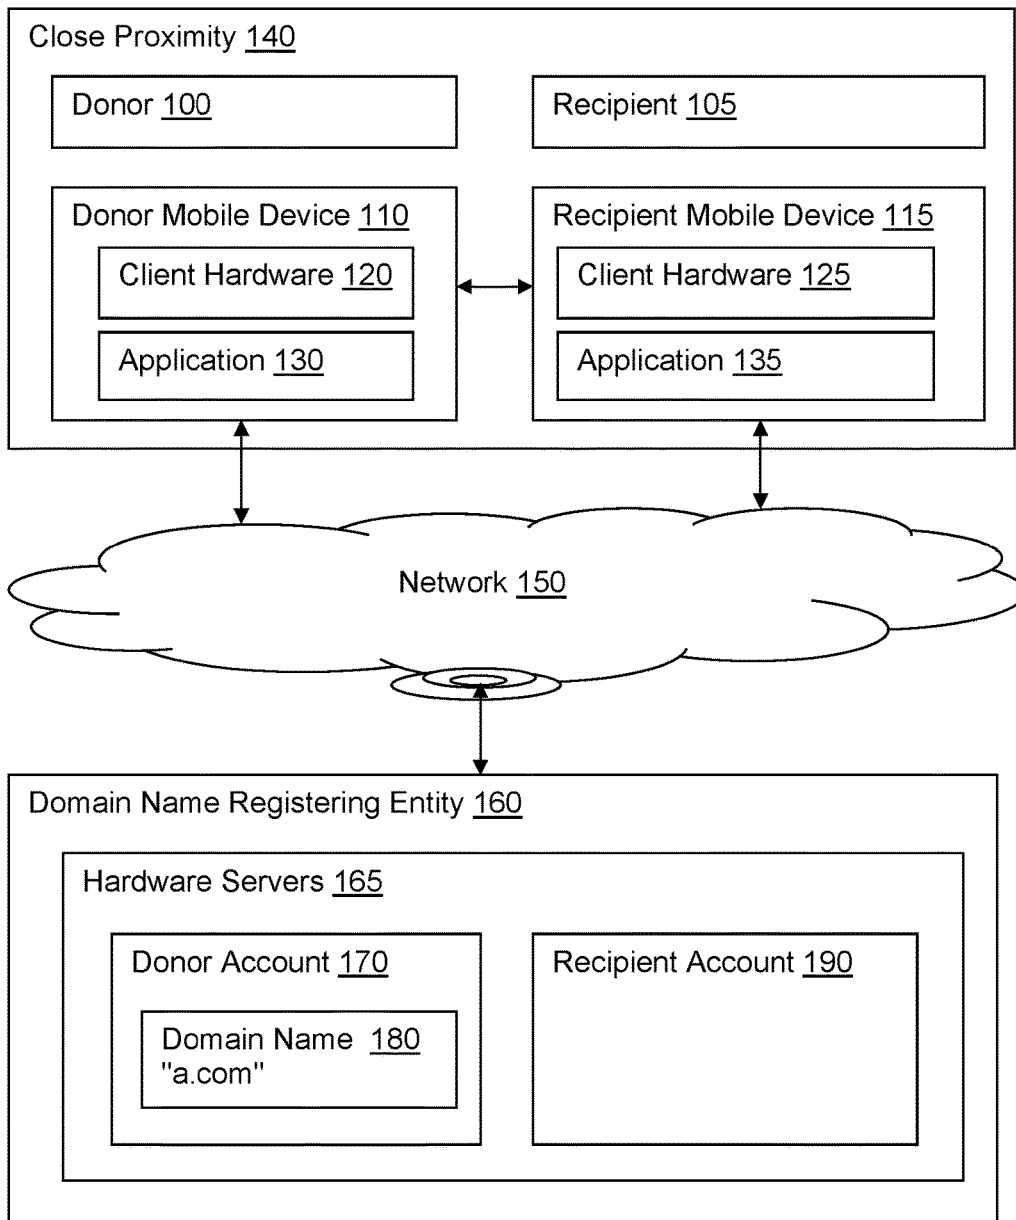 Close Proximity 140
Donor 100
Recipient 105
Donor Mobile Device 110
Client Hardware 120
Application 130
Recipient Mobile Device 115
Client Hardware 125
Application 135
Network 150
Domain Name Registering Entity 160
Hardware Servers 165
Donor Account 170
Domain Name 180
"a.com"
Recipient Account 190